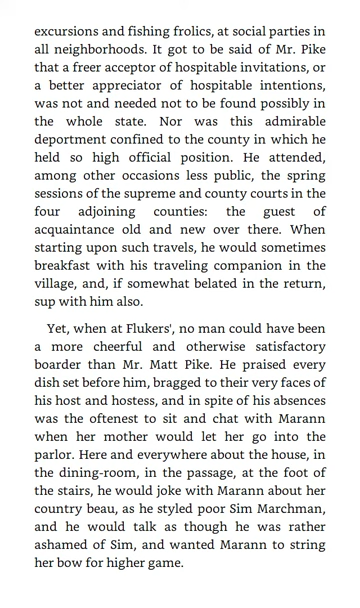 excursions and fishing frolics, at social parties in
all neighborhoods. It got to be said of Mr. Pike
that a freer acceptor of hospitable invitations, or
a better appreciator of hospitable intentions,
was not and needed not to be found possibly in
the whole state. Nor was this admirable
deportment confined to the county in which he
held so high official position. He attended,
among other occasions less public, the spring
sessions of the supreme and county courts in the
four adjoining counties: the guest of
acquaintance old and new over there. When
starting upon such travels, he would sometimes
breakfast with his traveling companion in the
village, and, if somewhat belated in the return,
sup with him also.
Yet, when at Flukers', no man could have been
a more cheerful and otherwise satisfactory
boarder than Mr. Matt Pike. He praised every
dish set before him, bragged to their very faces of
his host and hostess, and in spite of his absences
was the oftenest to sit and chat with Marann
when her mother would let her go into the
parlor. Here and everywhere about the house, in
the dining-room, in the passage, at the foot of
the stairs, he would joke with Marann about her
country beau, as he styled poor Sim Marchman,
and he would talk as though he was rather
ashamed of Sim, and wanted Marann to string
her bow for higher game.